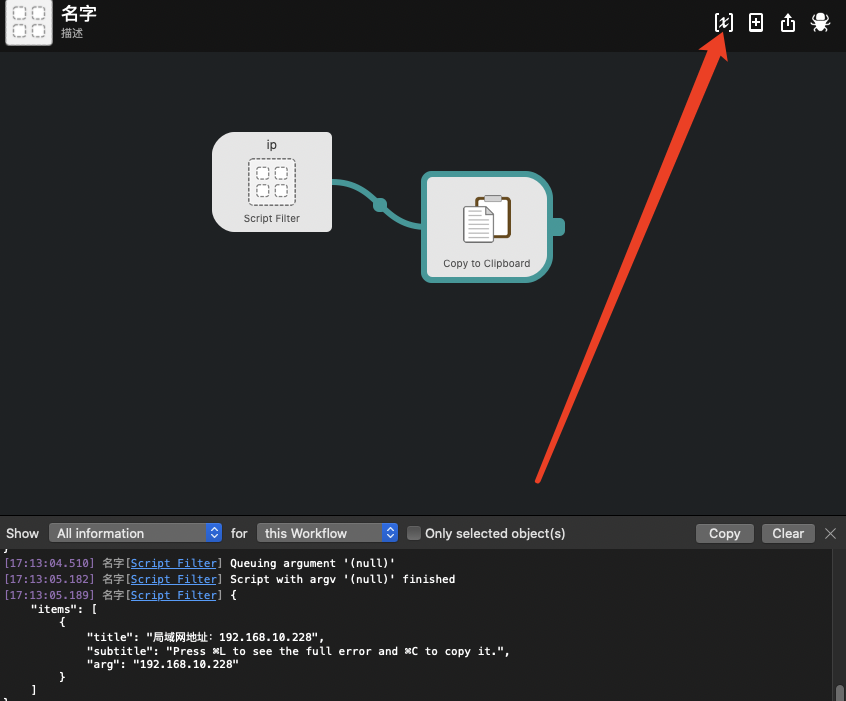 名字
描述
ip
Script Filter
Copy to Clipboard
Show All information for this Workflow Only selected object(s) Copy Clear
[17:13:04.510] 名字[Script Filter] Queuing argument '(null)'
[17:13:05.182] 名字[Script Filter] Script with argv '(null)' finished
[17:13:05.189] 名字[Script Filter] {
"items": [
{
"title": "局域网地址: 192.168.10.228",
"subtitle": "Press ⌘L to see the full error and ⌘C to copy it.",
"arg": "192.168.10.228"
}
]